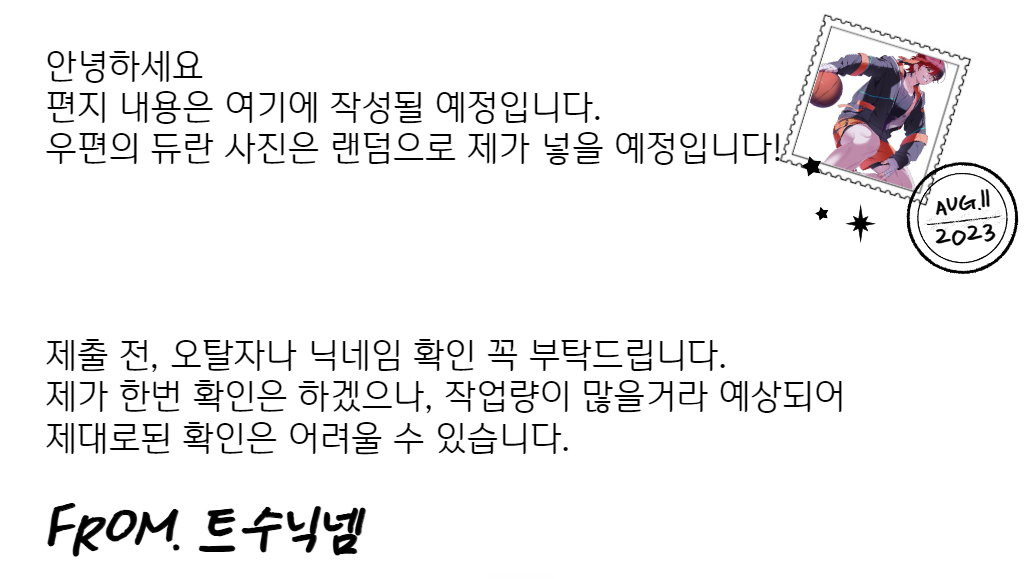 안녕하세요
편지 내용은 여기에 작성될 예정입니다.
우편의 듀란 사진은 랜덤으로 제가 넣을 예정입니다!
AUG.11
2023
제출 전, 오탈자나 닉네임 확인 꼭 부탁드립니다.
제가 한번 확인은 하겠으나, 작업량이 많을거라 예상되어
제대로된 확인은 어려울 수 있습니다.
FROM. 트수닉넴